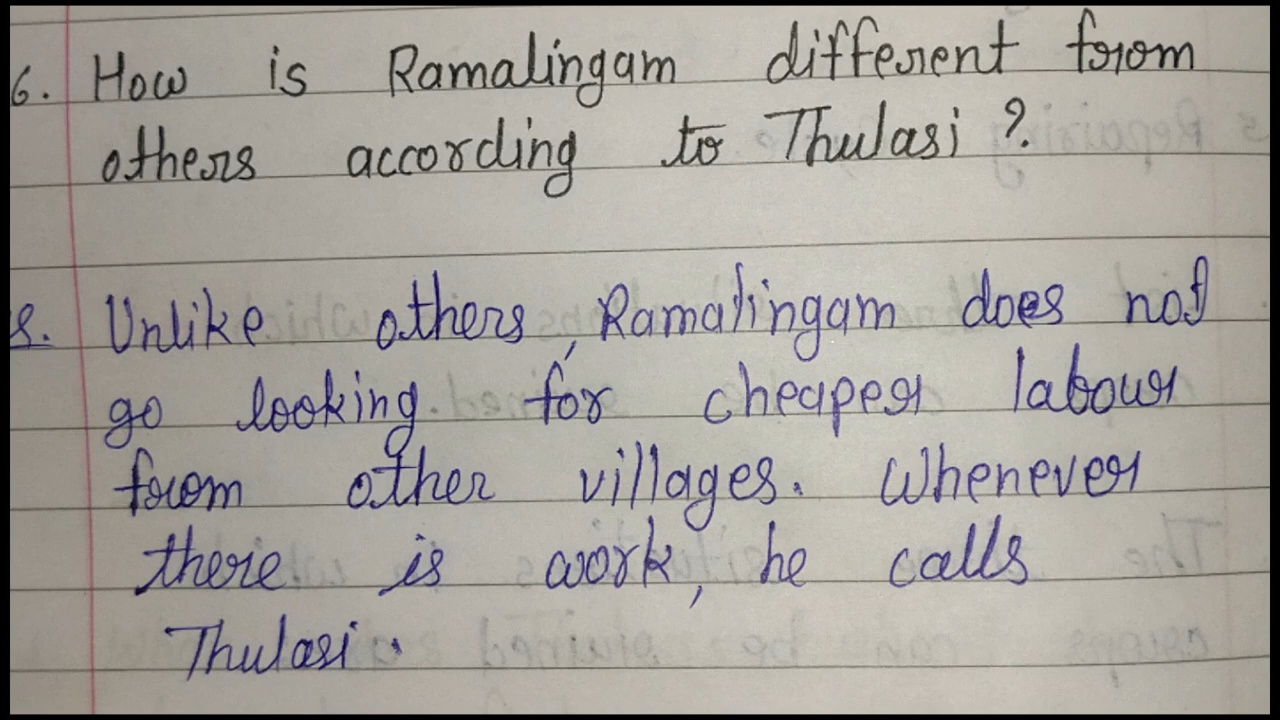 6. How is Ramalingam different from
others according to Thulasi ?
s. Unlike others, Ramalingam does not
go looking for cheaper labour
from other villages. Whenever
there is work, he calls
Thulasi.